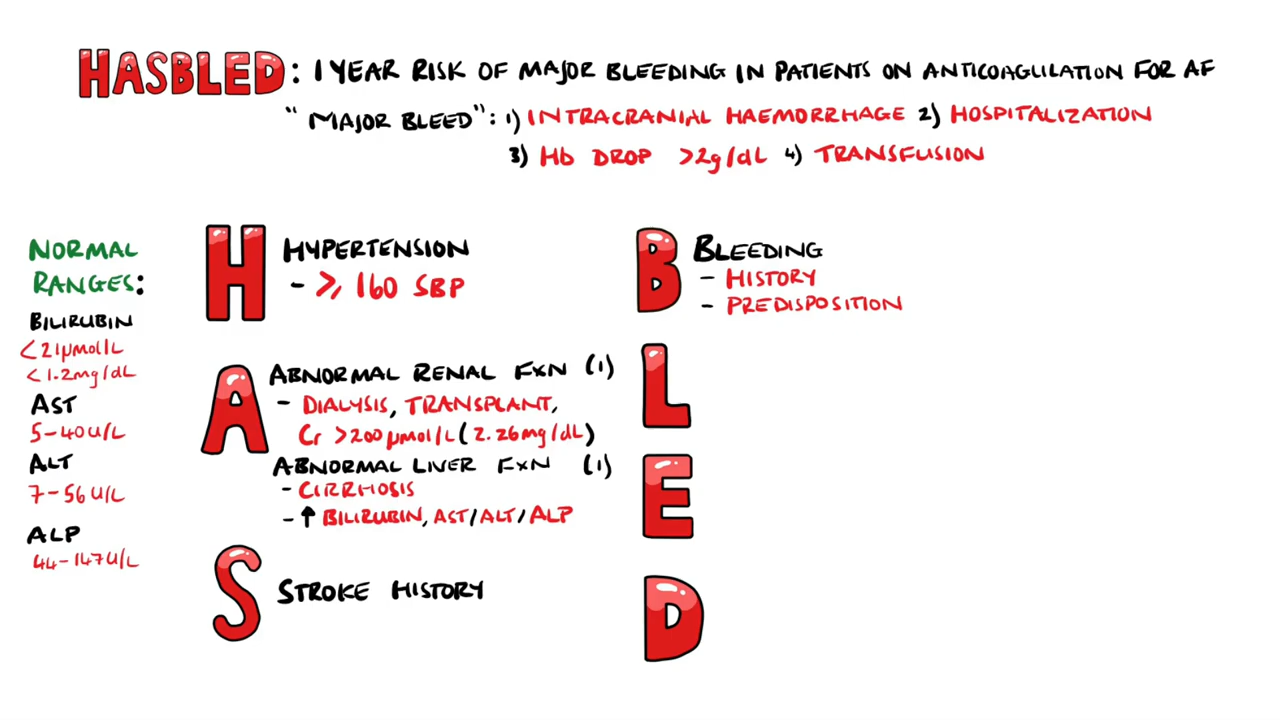 HASBLED: 1 YEAR RISK OF MAJOR BLEEDING IN PATIENTS ON ANTICOAGULATION FOR AF
"MAJOR BLEED": 1) INTRACRANIAL HAEMORRHAGE 2) HOSPITALIZATION
3) Hb DROP >2g/dL 4) TRANSFUSION
NORMAL
RANGES:
BILIRUBIN
<21µmol/L
<1.2mg/dL
AST
5-40U/L
ALT
7-56U/L
ALP
44-147U/L
H HYPERTENSION
- ⩾ 160 SBP
A ABNORMAL RENAL FXN (1)
- DIALYSIS, TRANSPLANT,
Cr >200µmol/L (2.26mg/dL)
ABNORMAL LIVER FXN (1)
- CIRRHOSIS
- ↑ BILIRUBIN, AST/ALT/ALP
S STROKE HISTORY
B BLEEDING
- HISTORY
- PREDISPOSITION
L
E
D